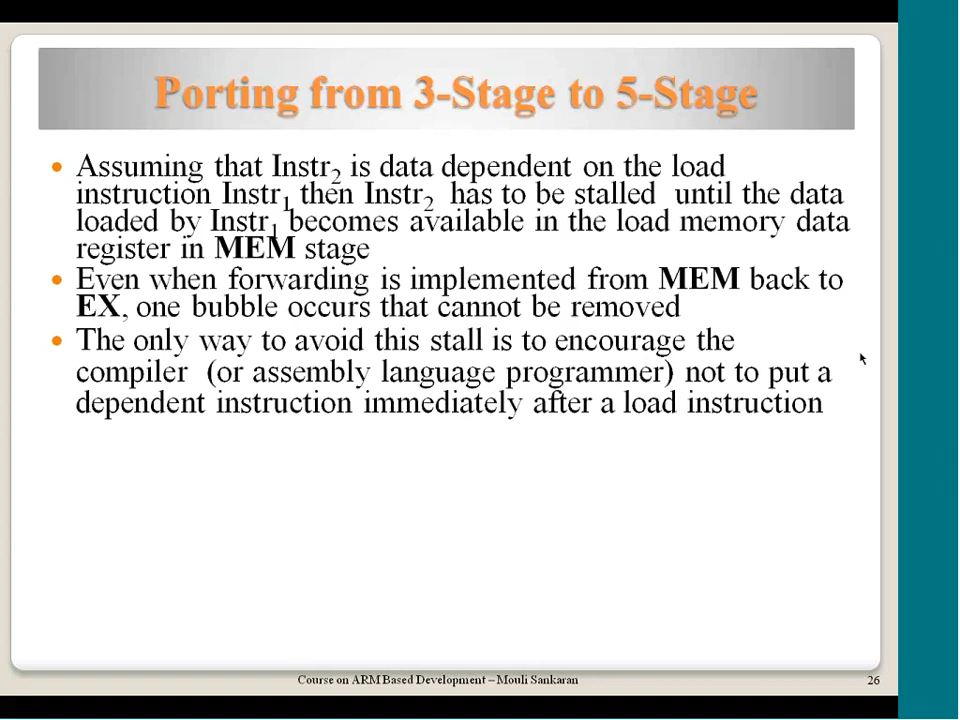 Porting from 3-Stage to 5-Stage
• Assuming that Instr₂ is data dependent on the load
instruction Instr₁ then Instr₂ has to be stalled until the data
loaded by Instr₁ becomes available in the load memory data
register in MEM stage
• Even when forwarding is implemented from MEM back to
EX, one bubble occurs that cannot be removed
• The only way to avoid this stall is to encourage the
compiler (or assembly language programmer) not to put a
dependent instruction immediately after a load instruction
Course on ARM Based Development – Mouli Sankaran
26